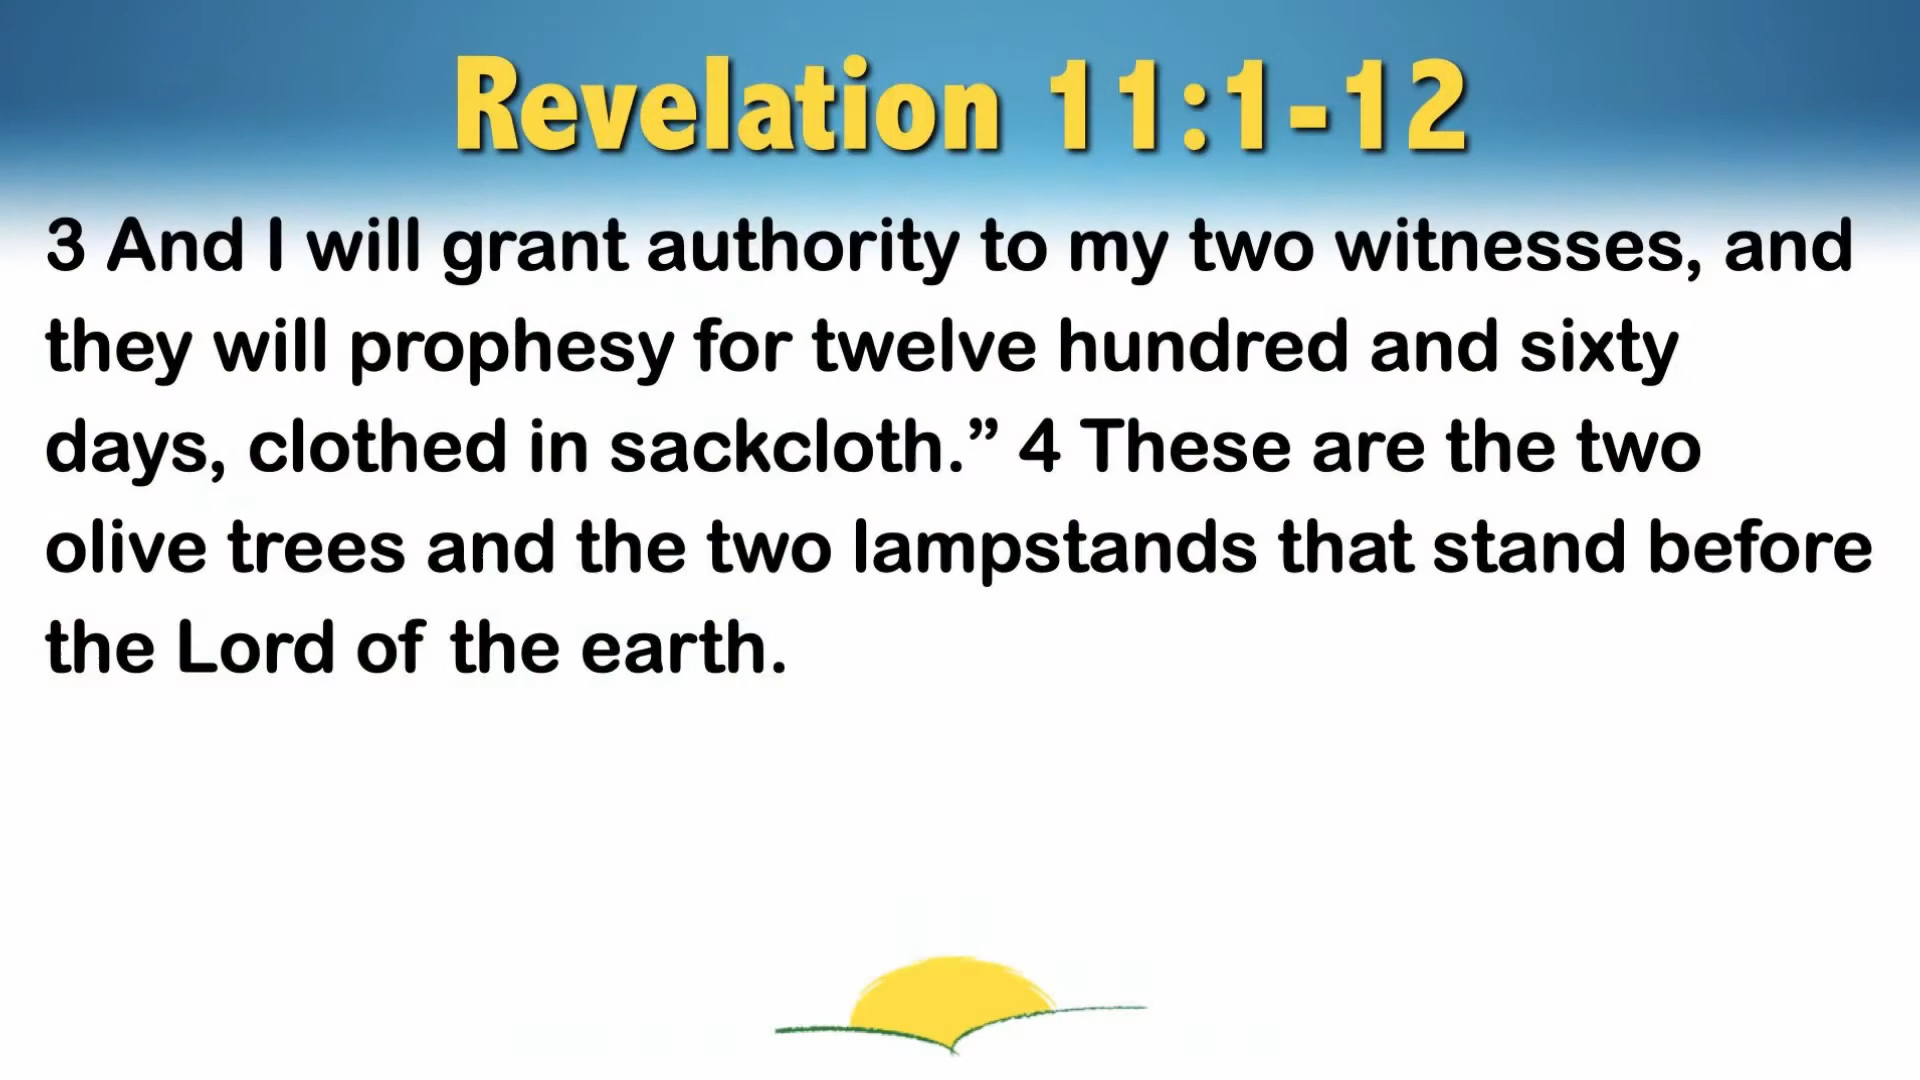 Revelation 11:1-12
3 And I will grant authority to my two witnesses, and
they will prophesy for twelve hundred and sixty
days, clothed in sackcloth.” 4 These are the two
olive trees and the two lampstands that stand before
the Lord of the earth.